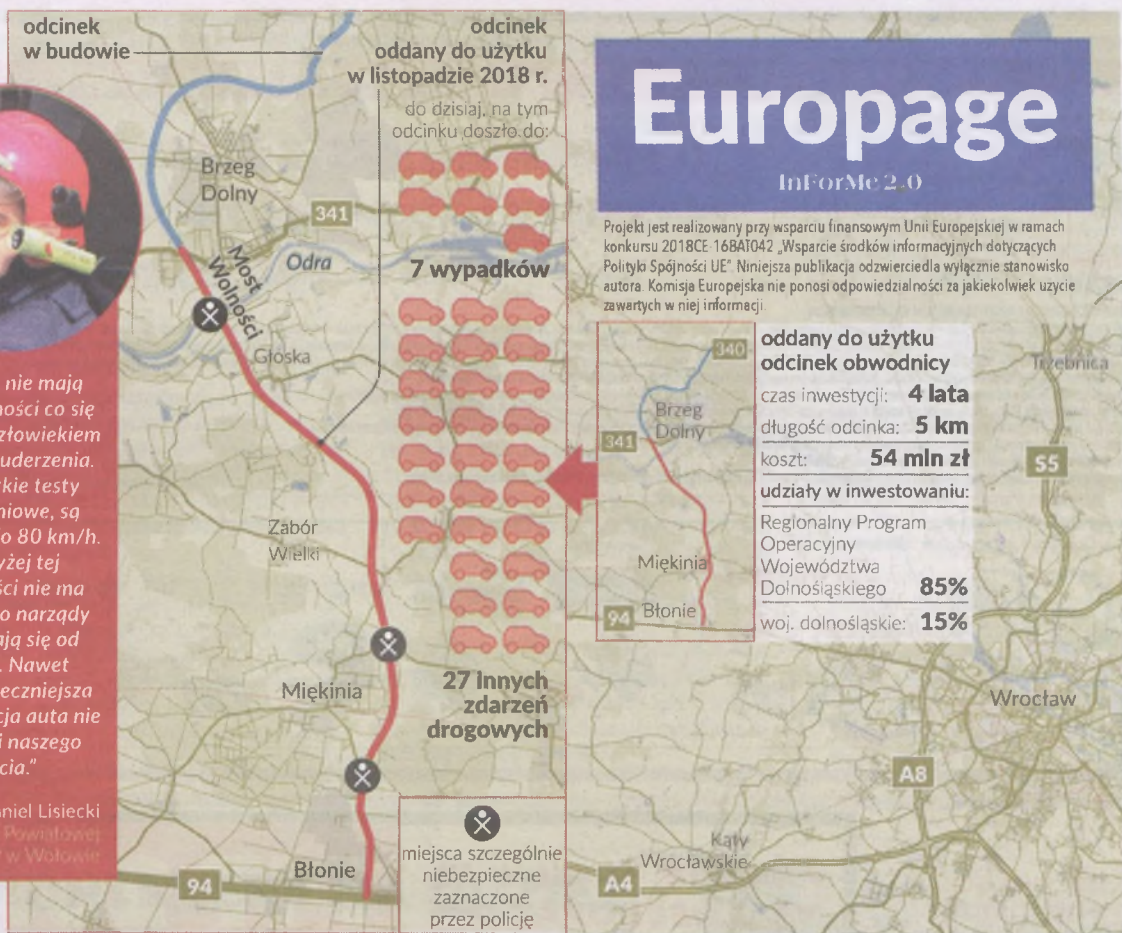 odcinek
w budowie
odcinek
oddany do użytku
w listopadzie 2018 r.
do dzisiaj, na tym
odcinku doszło do:
7 wypadków
27 innych
zdarzeń
drogowych
Brzeg
Dolny
341
Most
Wolności
Odra
Głoska
Zabór
Wielki
Miękinia
Błonie
94
miejsca szczególnie
niebezpieczne
zaznaczone
przez policję
nie mają
ności co się
złowiekiem
uderzenia.
kie testy
niowe, są
o 80 km/h.
yżej tej
ści nie ma
o narządy
ają się od
. Nawet
eczniejsza
cja auta nie
i naszego
cia."
niel Lisiecki
Powiatowej
w Wołowie
Europage
InForMe 2.0
Projekt jest realizowany przy wsparciu finansowym Unii Europejskiej w ramach
konkursu 2018CE 16BAT042 „Wsparcie środków informacyjnych dotyczących
Polityki Spójności UE" Niniejsza publikacja odzwierciedla wyłącznie stanowisko
autora. Komisja Europejska nie ponosi odpowiedzialności za jakiekolwiek użycie
zawartych w niej informacji.
340
Brzeg
Dolny
341
Miękinia
94
Błonie
oddany do użytku
odcinek obwodnicy
czas inwestycji: 4 lata
długość odcinka: 5 km
koszt: 54 mln zł
udziały w inwestowaniu:
Regionalny Program
Operacyjny
Województwa
Dolnośląskiego 85%
woj. dolnośląskie: 15%
Trzebnica
S5
Wrocław
A8
Kąty
Wrocławskie
A4